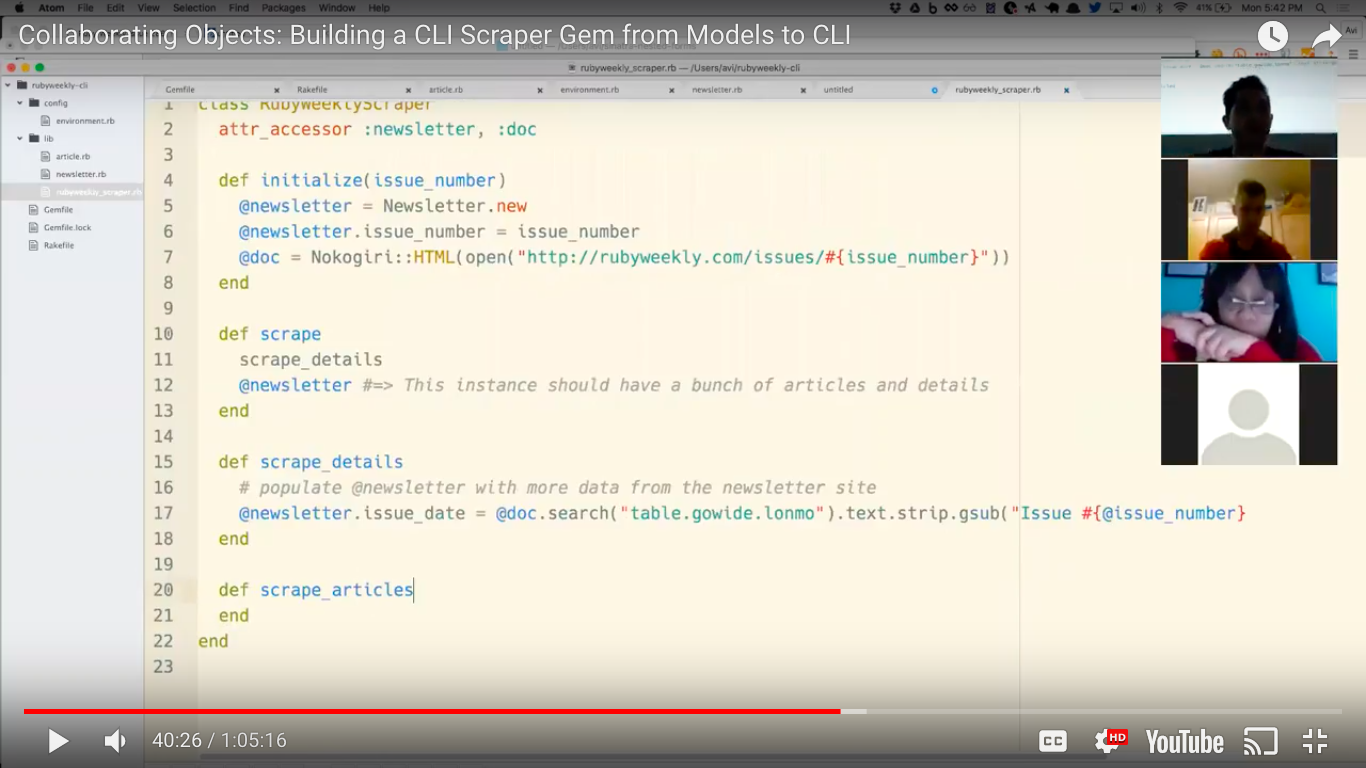 Atom File Edit View Selection Find Packages Window Help
41% Mon 5:42 PM
Collaborating Objects: Building a CLI Scraper Gem from Models to CLI
Avi
rubyweekly_scraper.rb — /Users/avi/rubyweekly-cli
rubyweekly-cli
config
environment.rb
lib
article.rb
newsletter.rb
rubyweekly_scraper.rb
Gemfile
Gemfile.lock
Rakefile
Gemfile Rakefile article.rb environment.rb newsletter.rb untitled rubyweekly_scraper.rb
1 class RubyWeeklyScraper
2 attr_accessor :newsletter, :doc
3
4 def initialize(issue_number)
5 @newsletter = Newsletter.new
6 @newsletter.issue_number = issue_number
7 @doc = Nokogiri::HTML(open("http://rubyweekly.com/issues/#{issue_number}"))
8 end
9
10 def scrape
11 scrape_details
12 @newsletter #=> This instance should have a bunch of articles and details
13 end
14
15 def scrape_details
16 # populate @newsletter with more data from the newsletter site
17 @newsletter.issue_date = @doc.search("table.gowide.lonmo").text.strip.gsub("Issue #{@issue_number}
18 end
19
20 def scrape_articles
21 end
22 end
23
40:26 / 1:05:16
CC
HD
YouTube